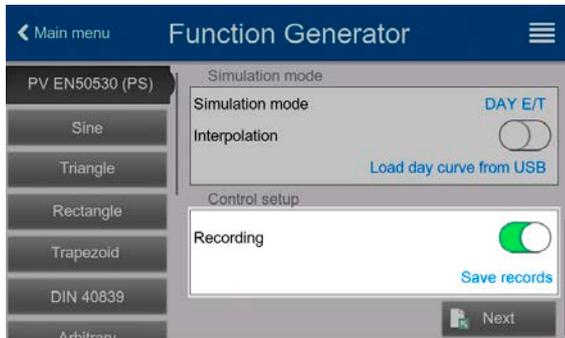 Main menu
Function Generator
PV EN50530 (PS)
Sine
Triangle
Rectangle
Trapezoid
DIN 40839
Arbitrary
Simulation mode
Simulation mode DAY E/T
Interpolation
Load day curve from USB
Control setup
Recording
Save records
Next